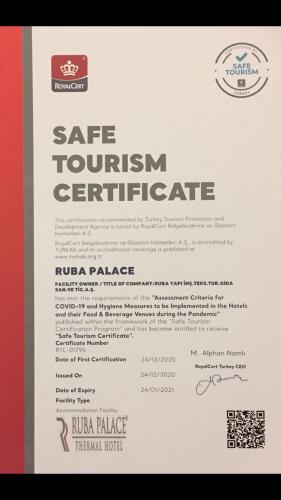 ROYALCERT
CERTIFICATE OF
SAFE
TOURISM
TURKEY
SAFE
TOURISM
CERTIFICATE
This certification recommended by Turkey Tourism Promotion and
Development Agency is issued by RoyalCert Belgelendirme ve Gözetim
Hizmetleri A.Ş.
RoyalCert Belgelendirme ve Gözetim Hizmetleri A.Ş., is accredited by
TÜRKAK and its accreditation coverage is published at
www.turkak.org.tr.
RUBA PALACE
FACILITY OWNER / TITLE OF COMPANY:RUBA YAPI İNŞ.TEKS.TUR.GIDA
SAN.VE TİC.A.Ş.
has met the requirements of the "Assessment Criteria for
COVID-19 and Hygiene Measures to be Implemented in the Hotels
and their Food & Beverage Venues during the Pandemic"
published within the framework of the "Safe Tourism
Certification Program" and has become entitled to receive
"Safe Tourism Certificate".
Certificate Number
RYL-01796
Date of First Certification 24/12/2020
Issued On 24/12/2020
Date of Expiry 24/01/2021
Facility Type
Accommodation Facility
M. Alphan Namlı
RoyalCert Turkey CEO
RUBA PALACE
THERMAL HOTEL